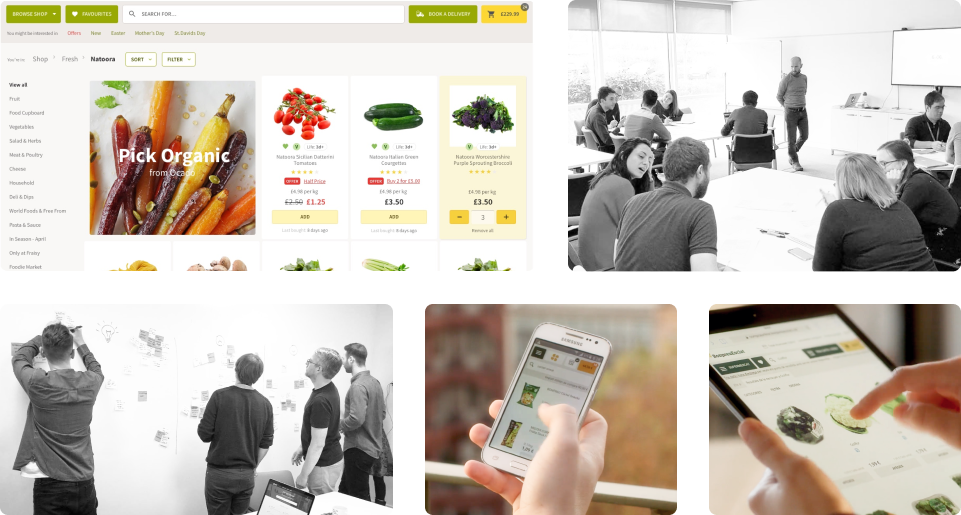 BROWSE SHOP
FAVOURITES
SEARCH FOR...
BOOK A DELIVERY
£229.99
24
You might be interested in:
Offers
New
Easter
Mother's Day
St.Davids Day
You're in:
Shop
Fresh
Natoora
SORT
FILTER
View all
Fruit
Food Cupboard
Vegetables
Salad & Herbs
Meat & Poultry
Cheese
Household
Deli & Dips
World Foods & Free From
Pasta & Sauce
In Season - April
Only at Fraisy
Foodie Market
Pick Organic
from Ocado
V
Life 3d+
Natoora Sicilian Datterini
Tomatoes
OFFER
Half Price
£4.98 per kg
£2.50 £1.25
ADD
Last bought 8 days ago
V
Life 3d+
Natoora Italian Green
Courgettes
OFFER
Buy 2 for £5.00
£4.98 per kg
£3.50
ADD
Last bought 8 days ago
V
Life 3d+
Natoora Worcestershire
Purple Sprouting Broccoli
£4.98 per kg
£3.50
− 3 +
Remove all
SAMSUNG